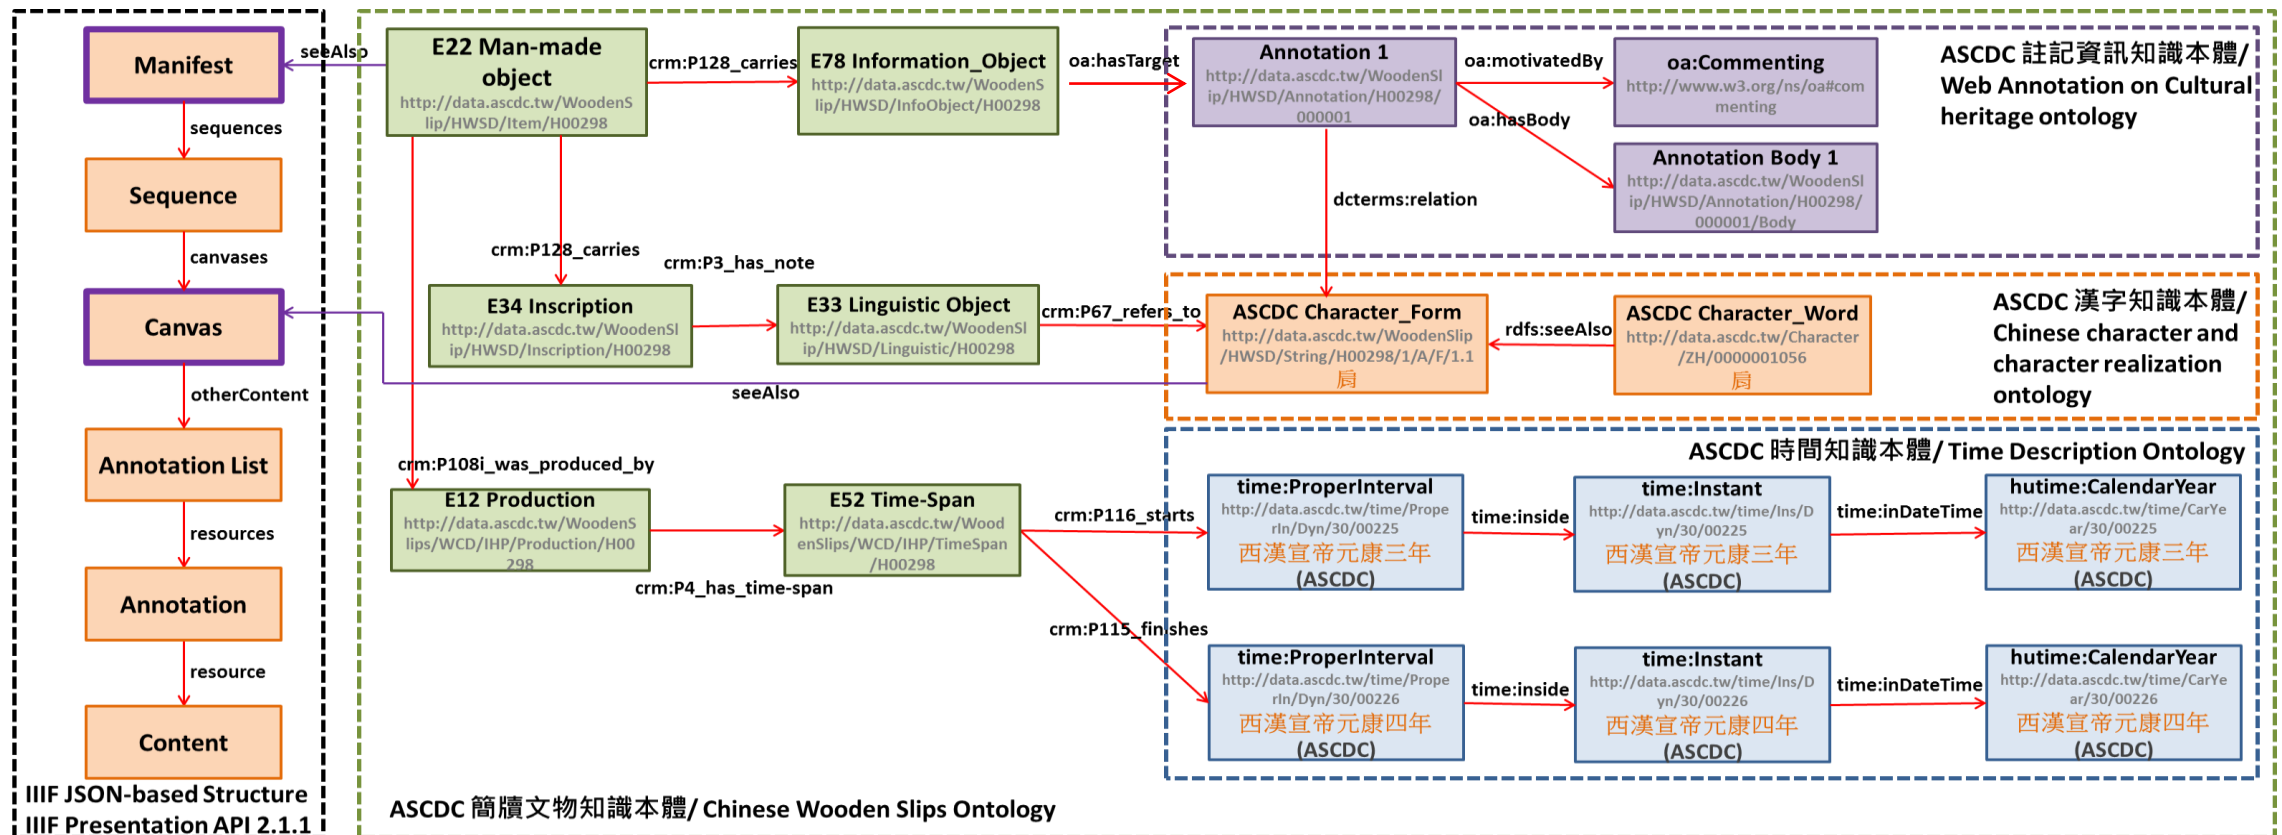 Manifest
sequences
Sequence
canvases
Canvas
otherContent
Annotation List
resources
Annotation
resource
Content
IIIF JSON-based Structure
IIIF Presentation API 2.1.1
seeAlso
E22 Man-made
object
http://data.ascdc.tw/WoodenS
lip/HWSD/Item/H00298
crm:P128_carries
E78 Information_Object
http://data.ascdc.tw/WoodenS
lip/HWSD/InfoObject/H00298
oa:hasTarget
Annotation 1
http://data.ascdc.tw/WoodenSl
ip/HWSD/Annotation/H00298/
000001
oa:motivatedBy
oa:Commenting
http://www.w3.org/ns/oa#com
menting
oa:hasBody
Annotation Body 1
http://data.ascdc.tw/WoodenSl
ip/HWSD/Annotation/H00298/
000001/Body
ASCDC 註記資訊知識本體/
Web Annotation on Cultural
heritage ontology
dcterms:relation
crm:P128_carries
E34 Inscription
http://data.ascdc.tw/WoodenSl
ip/HWSD/Inscription/H00298
crm:P3_has_note
E33 Linguistic Object
http://data.ascdc.tw/WoodenSl
ip/HWSD/Linguistic/H00298
crm:P67_refers_to
ASCDC Character_Form
http://data.ascdc.tw/WoodenSlip
/HWSD/String/H00298/1/A/F/1.1
rdfs:seeAlso
ASCDC Character_Word
http://data.ascdc.tw/Character
/ZH/0000001056
ASCDC 漢字知識本體/
Chinese character and
character realization
ontology
seeAlso
crm:P108i_was_produced_by
E12 Production
http://data.ascdc.tw/WoodenS
lips/WCD/IHP/Production/H00
298
crm:P4_has_time-span
E52 Time-Span
http://data.ascdc.tw/Wood
enSlips/WCD/IHP/TimeSpan
/H00298
crm:P116_starts
crm:P115_finishes
ASCDC 時間知識本體/ Time Description Ontology
time:ProperInterval
http://data.ascdc.tw/time/Prope
rIn/Dyn/30/00225
西漢宣帝元康三年
(ASCDC)
time:inside
time:Instant
http://data.ascdc.tw/time/Ins/D
yn/30/00225
西漢宣帝元康三年
(ASCDC)
time:inDateTime
hutime:CalendarYear
http://data.ascdc.tw/time/CarYe
ar/30/00225
西漢宣帝元康三年
(ASCDC)
time:ProperInterval
http://data.ascdc.tw/time/Prope
rIn/Dyn/30/00226
西漢宣帝元康四年
(ASCDC)
time:inside
time:Instant
http://data.ascdc.tw/time/Ins/D
yn/30/00226
西漢宣帝元康四年
(ASCDC)
time:inDateTime
hutime:CalendarYear
http://data.ascdc.tw/time/CarYe
ar/30/00226
西漢宣帝元康四年
(ASCDC)
ASCDC 簡牘文物知識本體/ Chinese Wooden Slips Ontology